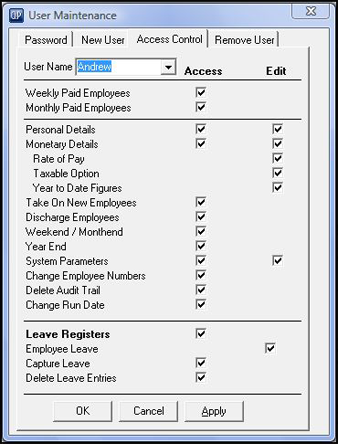 GP User Maintenance
Password New User Access Control Remove User
User Name Andrew Access Edit
Weekly Paid Employees
Monthly Paid Employees
Personal Details
Monetary Details
Rate of Pay
Taxable Option
Year to Date Figures
Take On New Employees
Discharge Employees
Weekend / Monthend
Year End
System Parameters
Change Employee Numbers
Delete Audit Trail
Change Run Date
Leave Registers
Employee Leave
Capture Leave
Delete Leave Entries
OK Cancel Apply